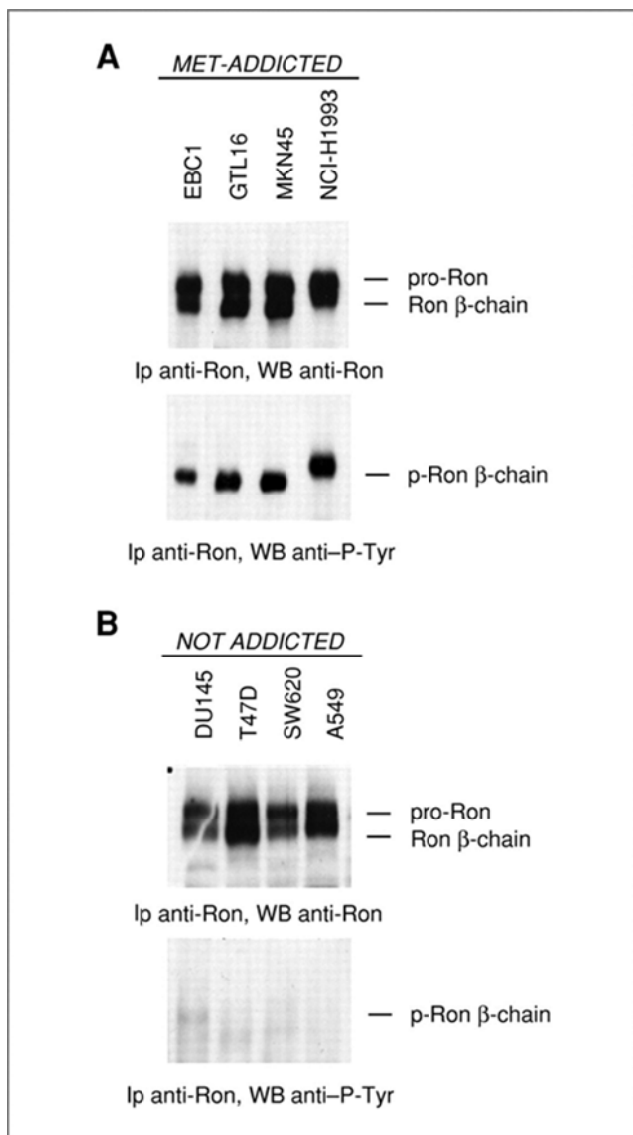 A
MET-ADDICTED
EBC1
GTL16
MKN45
NCI-H1993
pro-Ron
Ron β-chain
Ip anti-Ron, WB anti-Ron
p-Ron β-chain
Ip anti-Ron, WB anti–P-Tyr
B
NOT ADDICTED
DU145
T47D
SW620
A549
pro-Ron
Ron β-chain
Ip anti-Ron, WB anti-Ron
p-Ron β-chain
Ip anti-Ron, WB anti–P-Tyr